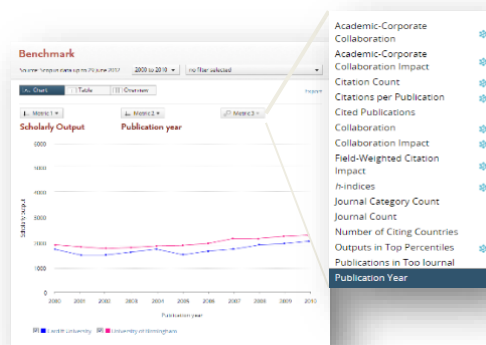 Benchmark
Source: Scopus data up to 29 June 2012
2000 to 2010
no filter selected
Chart
Table
Overview
Export
Metric 1
Metric 2
Metric 3
Scholarly Output
Publication year
6000
5000
4000
3000
2000
1000
0
Scholarly output
2000 2001 2002 2003 2004 2005 2006 2007 2008 2009 2010
Publication year
Cardiff University
University of Birmingham
Academic-Corporate
Collaboration
Academic-Corporate
Collaboration Impact
Citation Count
Citations per Publication
Cited Publications
Collaboration
Collaboration Impact
Field-Weighted Citation
Impact
h-indices
Journal Category Count
Journal Count
Number of Citing Countries
Outputs in Top Percentiles
Publications in Top Journal
Publication Year